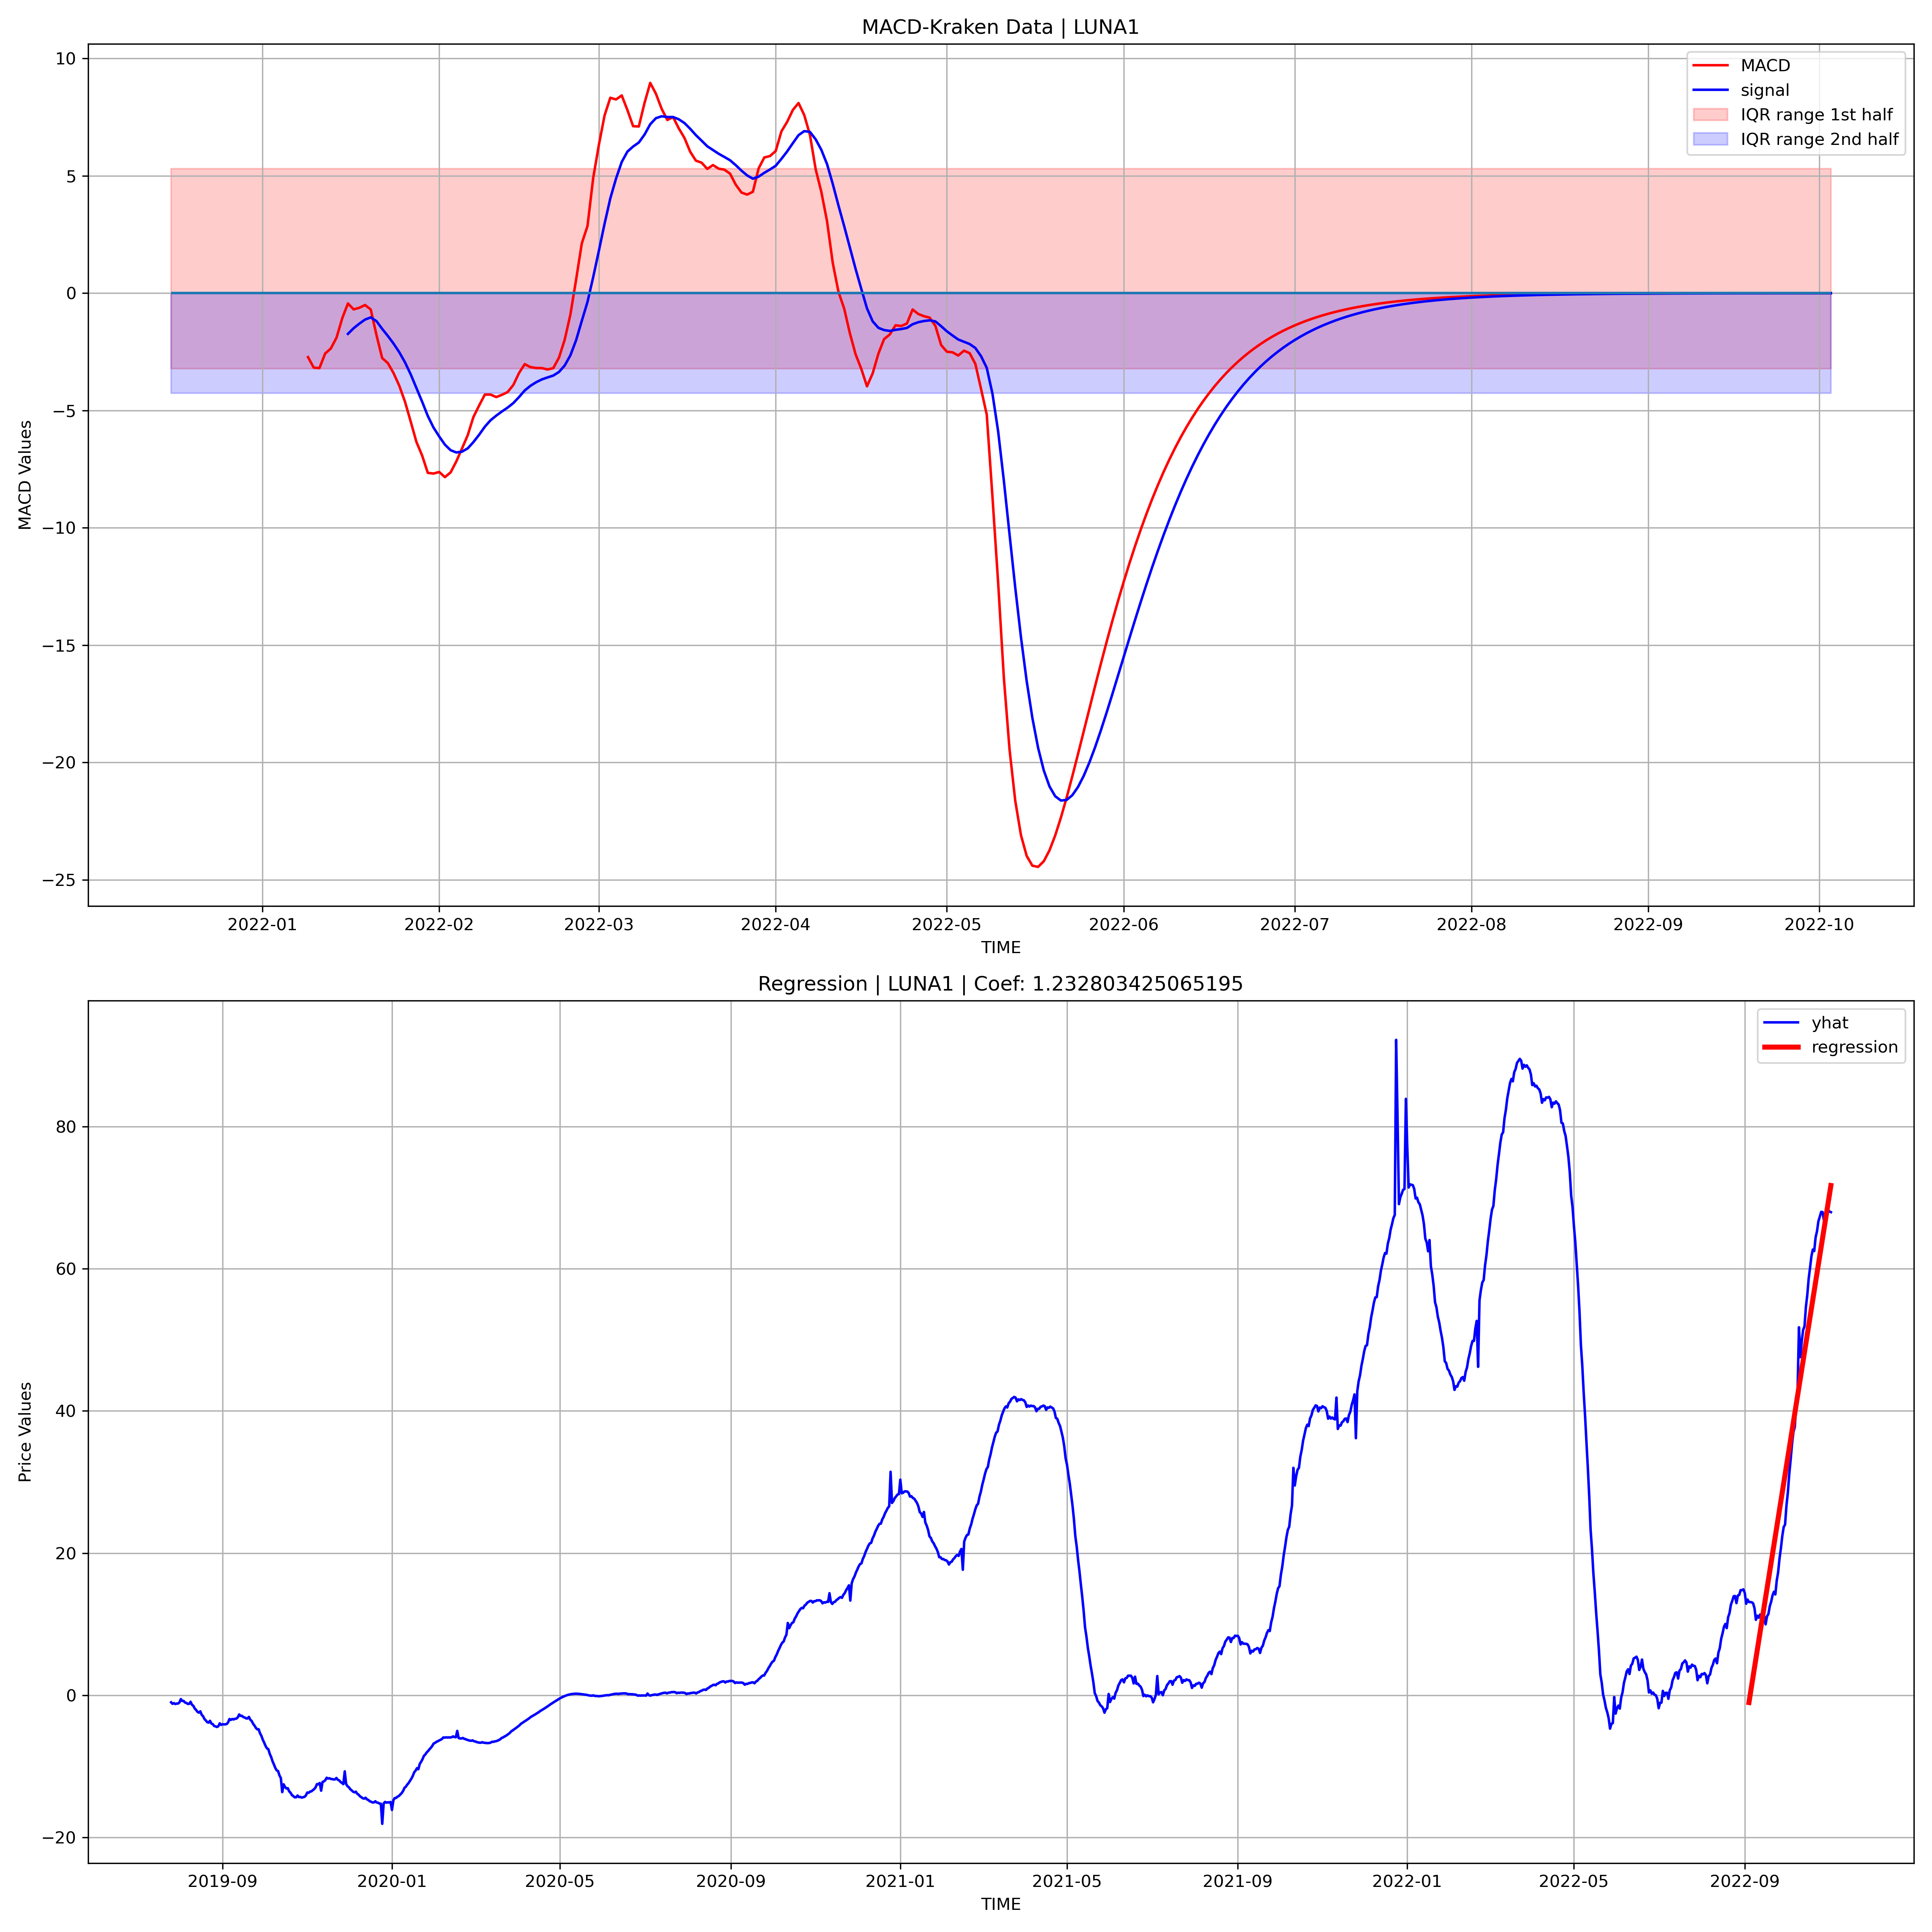 MACD-Kraken Data | LUNA1
MACD
signal
IQR range 1st half
IQR range 2nd half
10
5
0
−5
−10
−15
−20
−25
MACD Values
2022-01 2022-02 2022-03 2022-04 2022-05 2022-06 2022-07 2022-08 2022-09 2022-10
TIME
Regression | LUNA1 | Coef: 1.232803425065195
yhat
regression
80
60
40
20
0
−20
Price Values
2019-09 2020-01 2020-05 2020-09 2021-01 2021-05 2021-09 2022-01 2022-05 2022-09
TIME